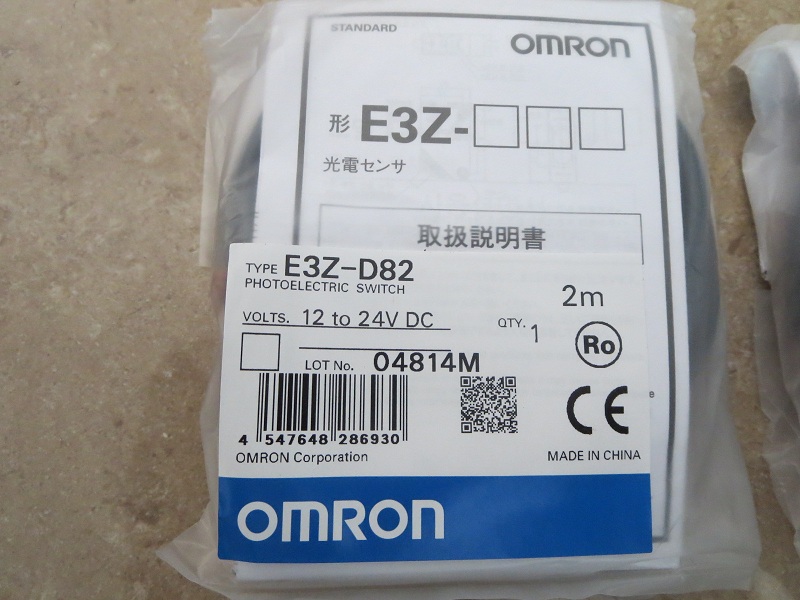 STANDARD
OMRON
形 E3Z-□□□
光電センサ
取扱説明書
TYPE E3Z-D82
PHOTOELECTRIC SWITCH
2m
VOLTS. 12 to 24V DC
QTY. 1
Ro
LOT No. 04814M
CE
4 547648 286930
OMRON Corporation
MADE IN CHINA
OMRON